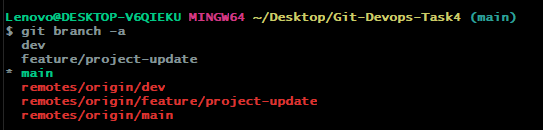 Lenovo@DESKTOP-V6QIEKU MINGW64 ~/Desktop/Git-Devops-Task4 (main)
$ git branch -a
  dev
  feature/project-update
* main
  remotes/origin/dev
  remotes/origin/feature/project-update
  remotes/origin/main